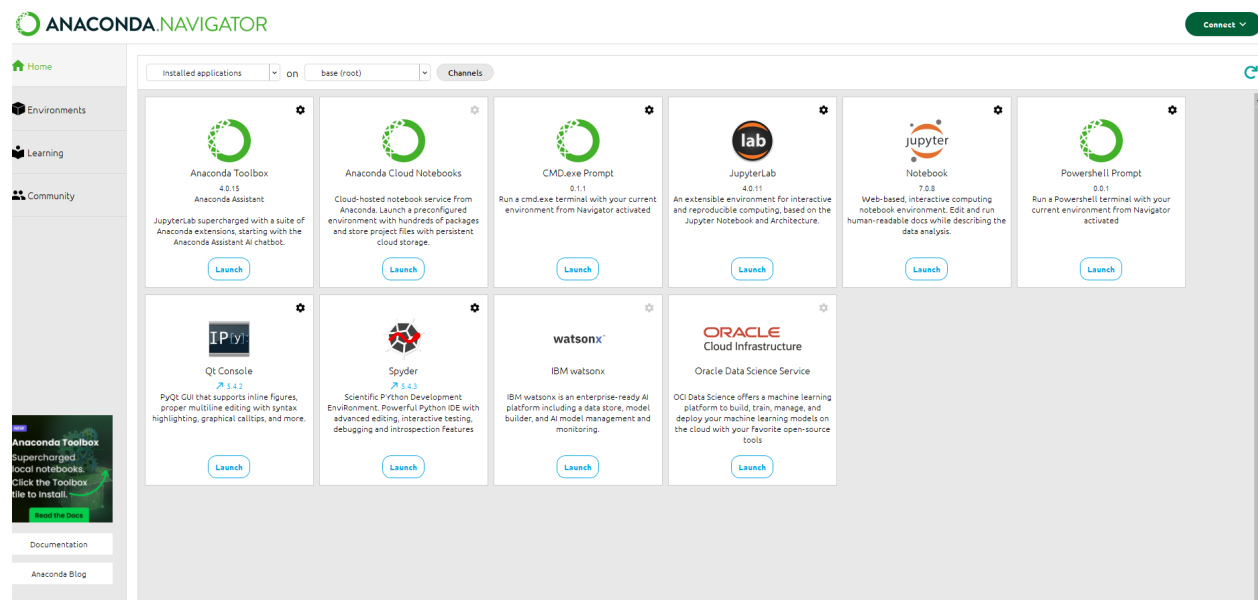 ANACONDA.NAVIGATOR
Connect
Home
Installed applications on base (root) Channels
Environments
Learning
Community
Anaconda Toolbox
4.0.15
Anaconda Assistant
JupyterLab supercharged with a suite of
Anaconda extensions, starting with the
Anaconda Assistant AI chatbot.
Launch
Anaconda Cloud Notebooks
Cloud-hosted notebook service from
Anaconda. Launch a preconfigured
environment with hundreds of packages
and store project files with persistent
cloud storage.
Launch
CMD.exe Prompt
0.1.1
Run a cmd.exe terminal with your current
environment from Navigator activated
Launch
lab
JupyterLab
4.0.11
An extensible environment for interactive
and reproducible computing, based on the
Jupyter Notebook and Architecture.
Launch
jupyter
Notebook
7.0.8
Web-based, interactive computing
notebook environment. Edit and run
human-readable docs while describing the
data analysis.
Launch
Powershell Prompt
0.0.1
Run a Powershell terminal with your
current environment from Navigator
activated
Launch
IP[y]:
Qt Console
5.4.2
PyQt GUI that supports inline figures,
proper multiline editing with syntax
highlighting, graphical calltips, and more.
Launch
Spyder
5.4.3
Scientific PYthon Development
EnviRonment. Powerful Python IDE with
advanced editing, interactive testing,
debugging and introspection features
Launch
watsonx
IBM watsonx
IBM watsonx is an enterprise-ready AI
platform including a data store, model
builder, and AI model management and
monitoring.
Launch
ORACLE
Cloud Infrastructure
Oracle Data Science Service
OCI Data Science offers a machine learning
platform to build, train, manage, and
deploy your machine learning models on
the cloud with your favorite open-source
tools
Launch
NEW
Anaconda Toolbox
Supercharged
local notebooks.
Click the Toolbox
tile to Install.
Read the Docs
Documentation
Anaconda Blog